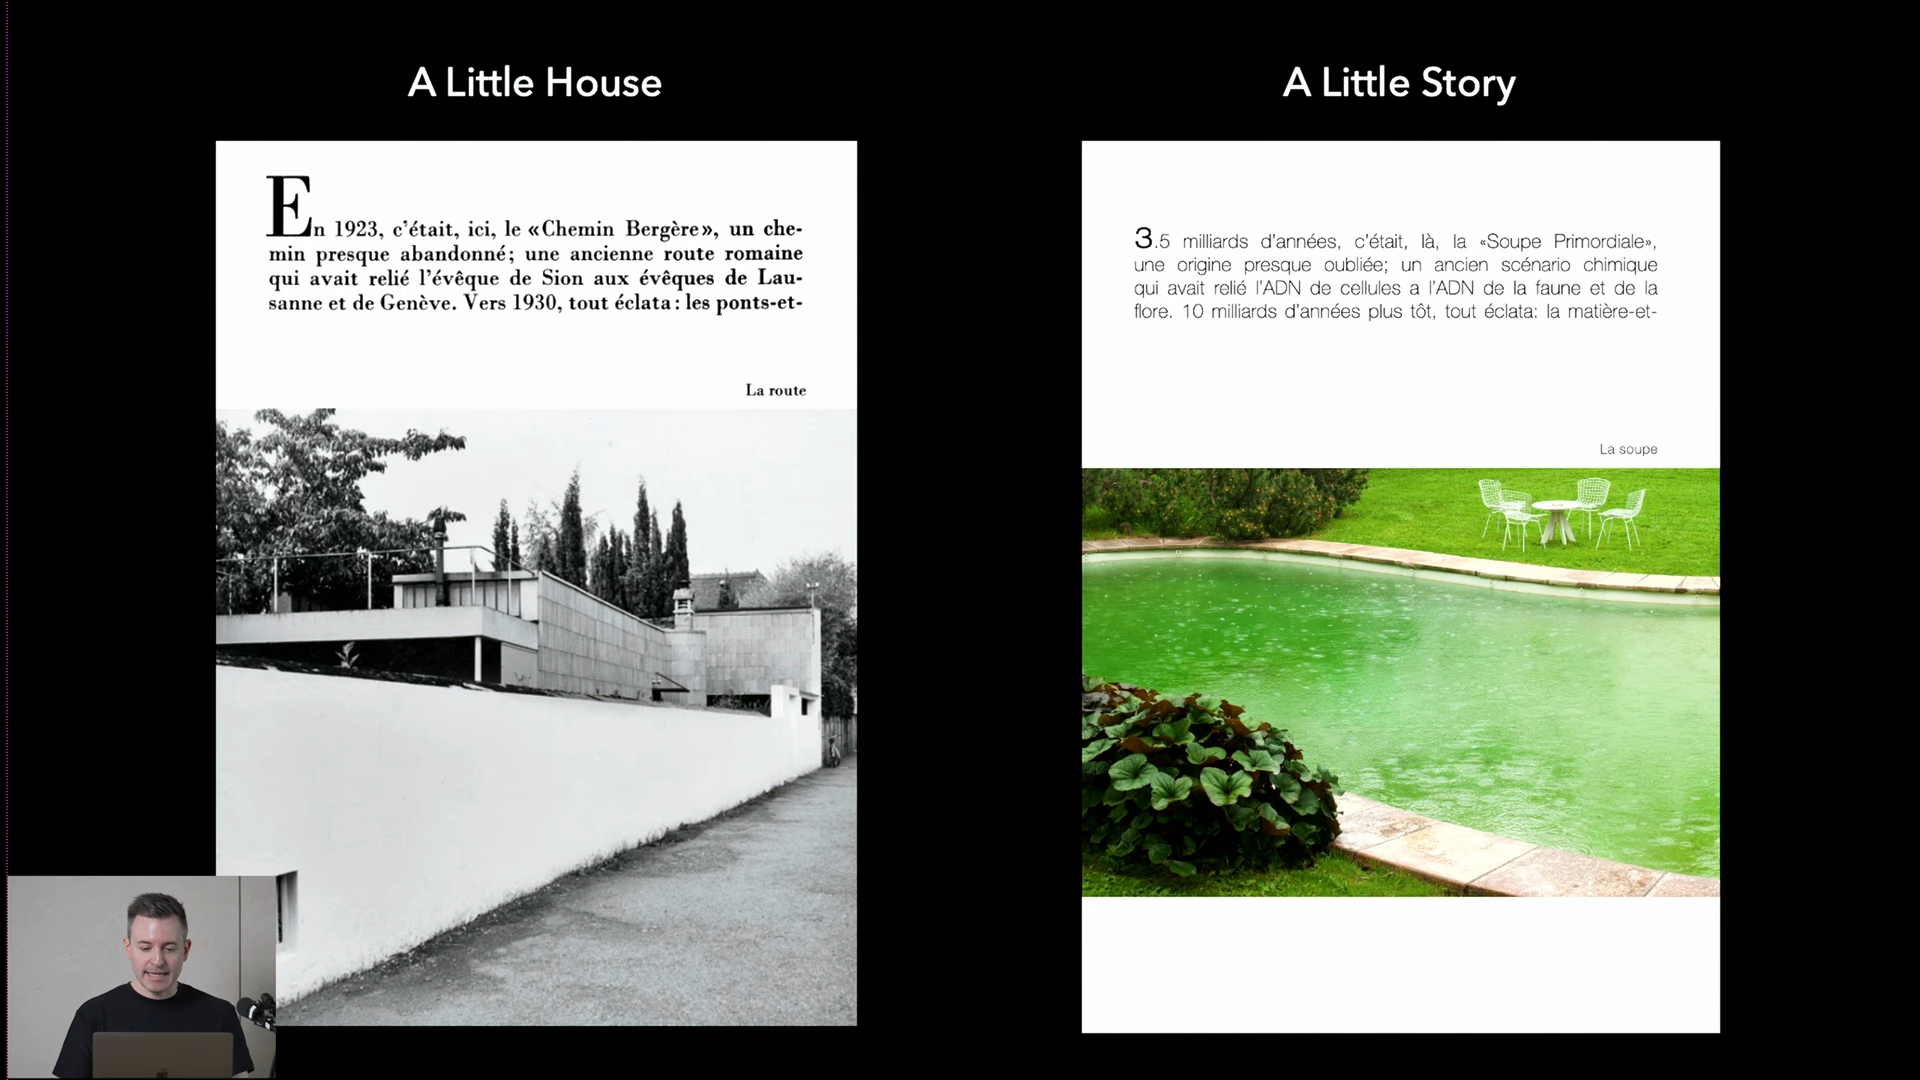 A Little House
En 1923, c’était, ici, le «Chemin Bergère», un che-
min presque abandonné; une ancienne route romaine
qui avait relié l’évêque de Sion aux évêques de Lau-
sanne et de Genève. Vers 1930, tout éclata: les ponts-et-
La route
A Little Story
3.5 milliards d’années, c’était, là, la «Soupe Primordiale»,
une origine presque oubliée; un ancien scénario chimique
qui avait relié l’ADN de cellules a l’ADN de la faune et de la
flore. 10 milliards d’années plus tôt, tout éclata: la matière-et-
La soupe